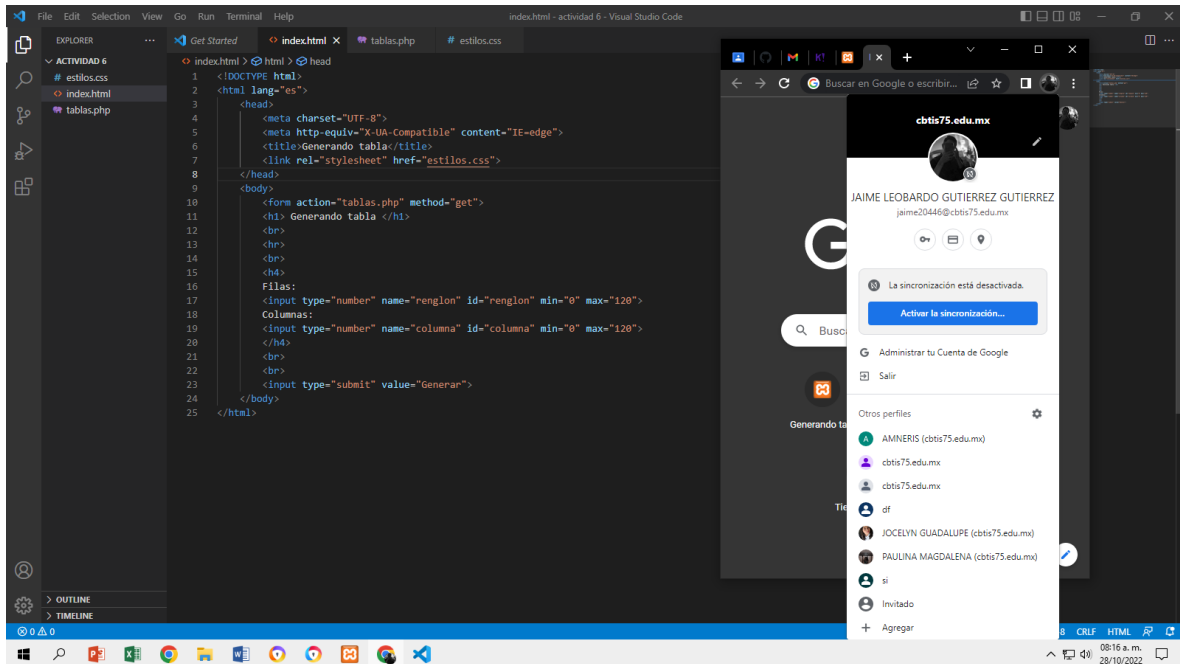 File Edit Selection View Go Run Terminal Help
index.html - actividad 6 - Visual Studio Code
EXPLORER
ACTIVIDAD 6
# estilos.css
<> index.html
tablas.php
OUTLINE
TIMELINE
Get Started
<> index.html
tablas.php
# estilos.css
<> index.html > html > head
1 <!DOCTYPE html>
2 <html lang="es">
3 <head>
4 <meta charset="UTF-8">
5 <meta http-equiv="X-UA-Compatible" content="IE=edge">
6 <title>Generando tabla</title>
7 <link rel="stylesheet" href="estilos.css">
8 </head>
9 <body>
10 <form action="tablas.php" method="get">
11 <h1> Generando tabla </h1>
12 <br>
13 <hr>
14 <br>
15 <h4>
16 Filas:
17 <input type="number" name="renglon" id="renglon" min="0" max="120">
18 Columnas:
19 <input type="number" name="columna" id="columna" min="0" max="120">
20 </h4>
21 <br>
22 <br>
23 <input type="submit" value="Generar">
24 </body>
25 </html>
K!
Buscar en Google o escribir...
G
Busc
Generando ta
Tie
cbtis75.edu.mx
JAIME LEOBARDO GUTIERREZ GUTIERREZ
jaime20446@cbtis75.edu.mx
La sincronización está desactivada.
Activar la sincronización...
G Administrar tu Cuenta de Google
Salir
Otros perfiles
A AMNERIS (cbtis75.edu.mx)
cbtis75.edu.mx
cbtis75.edu.mx
df
JOCELYN GUADALUPE (cbtis75.edu.mx)
PAULINA MAGDALENA (cbtis75.edu.mx)
si
Invitado
+ Agregar
0 0
8 CRLF HTML
08:16 a. m.
28/10/2022